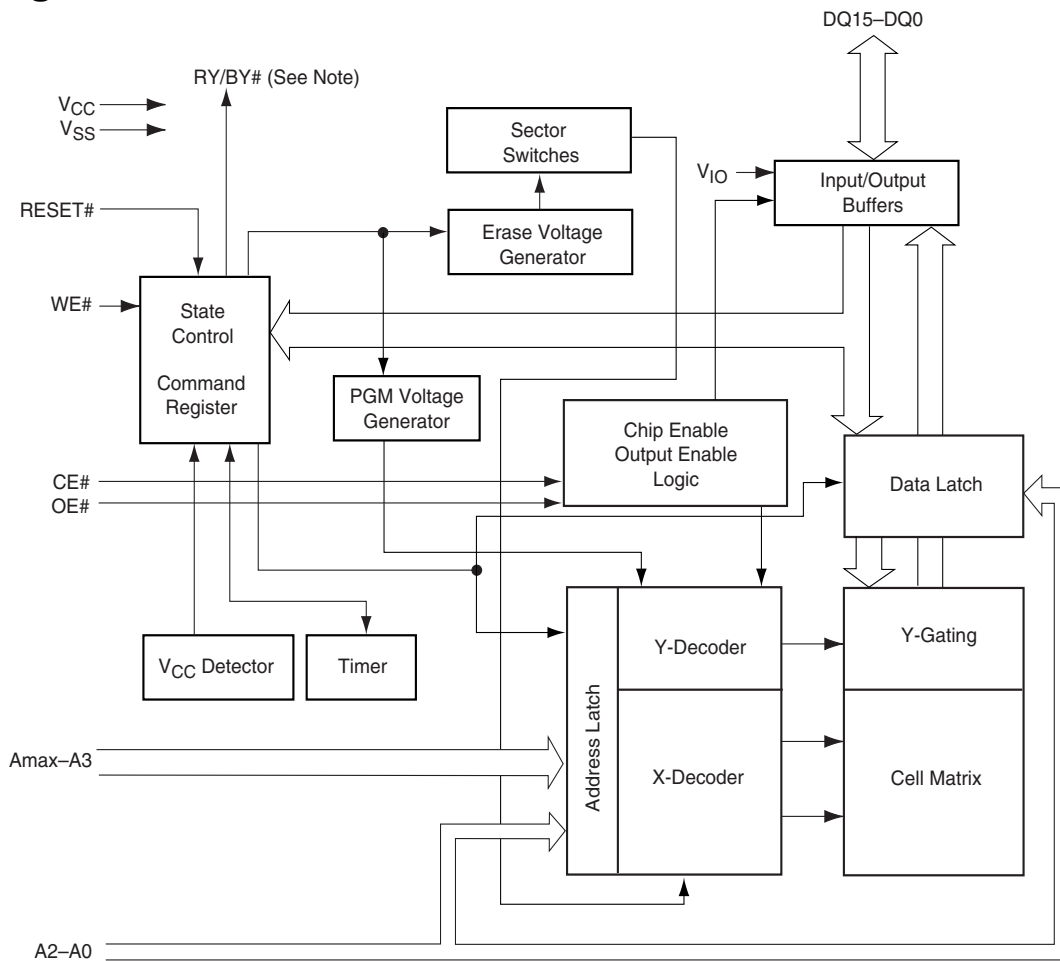 DQ15–DQ0
RY/BY# (See Note)
VCC
VSS
Sector
Switches
VIO
Input/Output
Buffers
RESET#
Erase Voltage
Generator
WE#
State
Control
Command
Register
PGM Voltage
Generator
Chip Enable
Output Enable
Logic
CE#
OE#
Data Latch
Y-Decoder
Y-Gating
VCC Detector
Timer
Address Latch
Amax–A3
X-Decoder
Cell Matrix
A2–A0